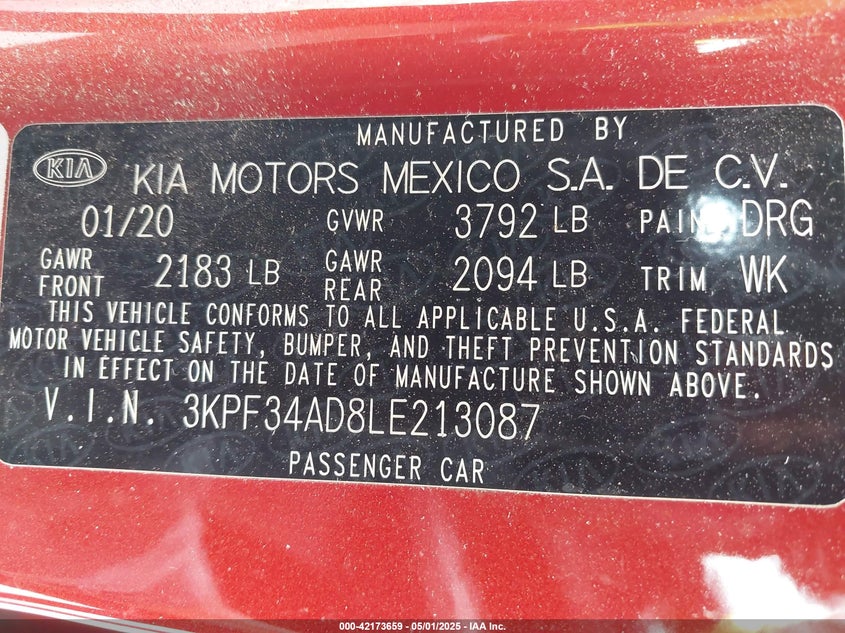 MANUFACTURED BY
KIA KIA MOTORS MEXICO S.A. DE C.V.
01/20 GVWR 3792 LB PAINT DRG
GAWR FRONT 2183 LB GAWR REAR 2094 LB TRIM WK
THIS VEHICLE CONFORMS TO ALL APPLICABLE U.S.A. FEDERAL
MOTOR VEHICLE SAFETY, BUMPER, AND THEFT PREVENTION STANDARDS
IN EFFECT ON THE DATE OF MANUFACTURE SHOWN ABOVE.
V.I.N. 3KPF34AD8LE213087
PASSENGER CAR
000-42173659 - 05/01/2025 - IAA Inc.